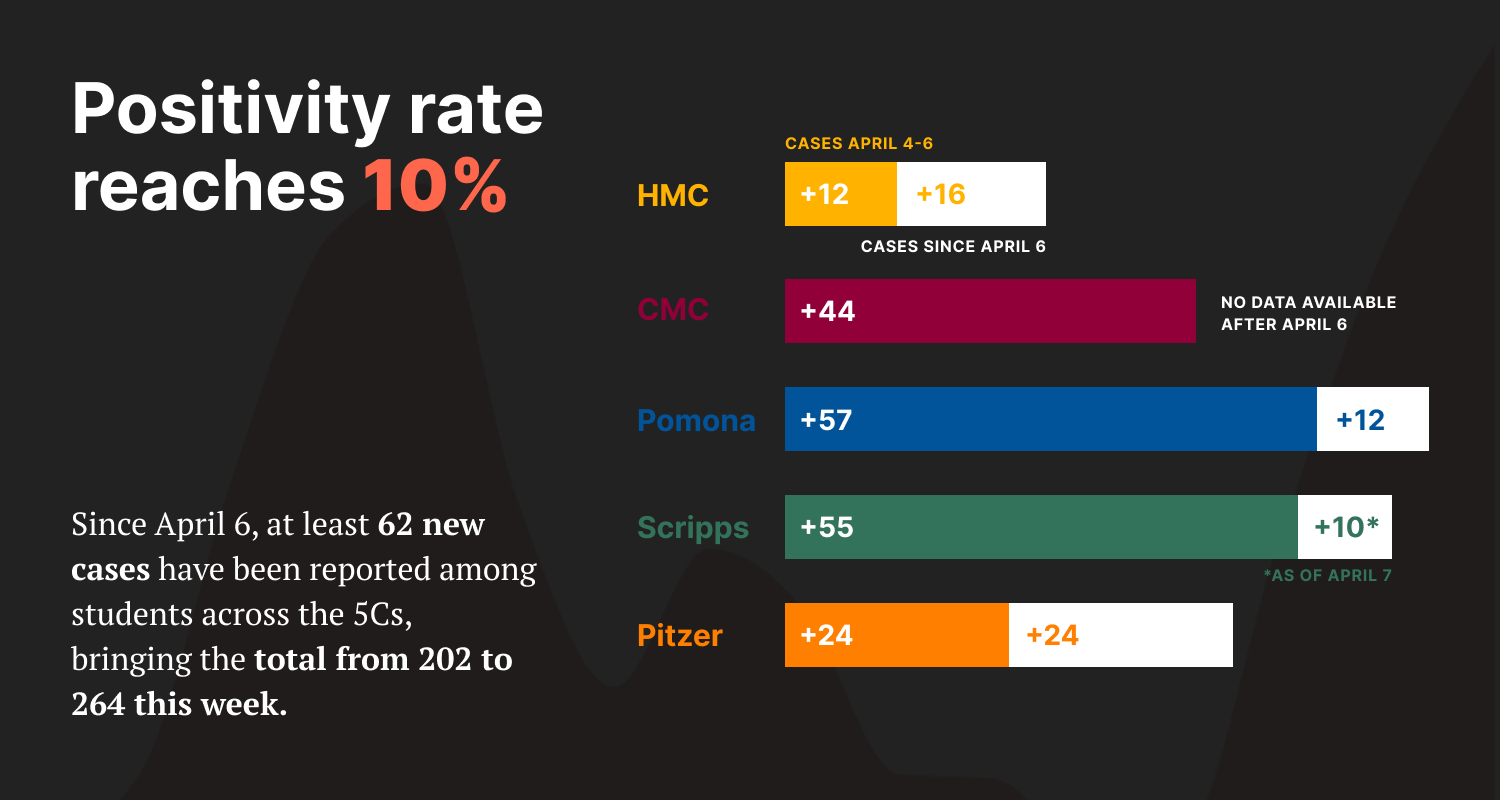 Positivity rate
reaches 10%
Since April 6, at least 62 new
cases have been reported among
students across the 5Cs,
bringing the total from 202 to
264 this week.
CASES APRIL 4-6
HMC +12 +16
CASES SINCE APRIL 6
CMC +44 NO DATA AVAILABLE
AFTER APRIL 6
Pomona +57 +12
Scripps +55 +10*
*AS OF APRIL 7
Pitzer +24 +24